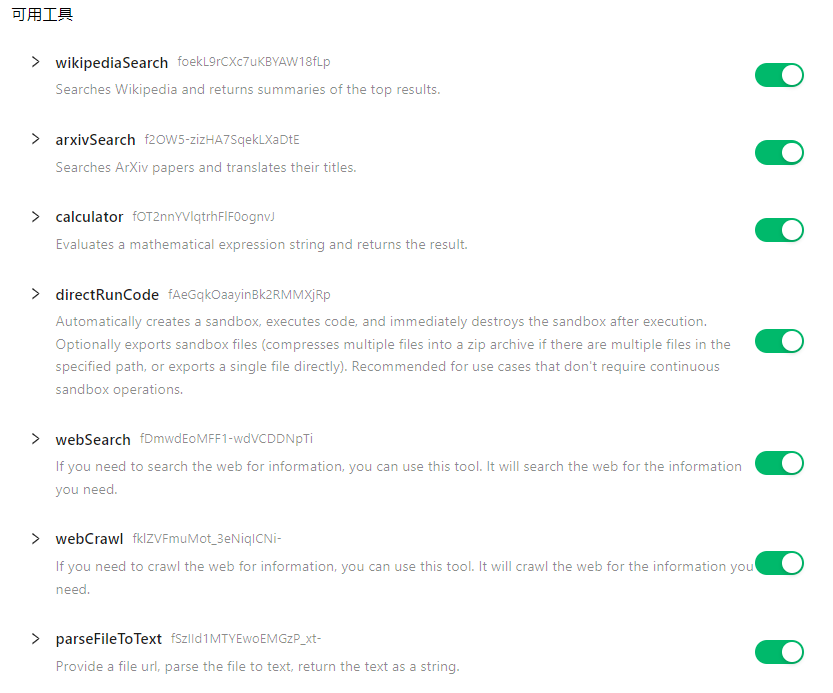 可用工具
wikipediaSearch foekL9rCXc7uKBYAW18fLp
Searches Wikipedia and returns summaries of the top results.
arxivSearch f2OW5-zizHA7SqekLXaDtE
Searches ArXiv papers and translates their titles.
calculator fOT2nnYVlqtrhFlF0ognvJ
Evaluates a mathematical expression string and returns the result.
directRunCode fAeGqkOaayinBk2RMMXjRp
Automatically creates a sandbox, executes code, and immediately destroys the sandbox after execution.
Optionally exports sandbox files (compresses multiple files into a zip archive if there are multiple files in the
specified path, or exports a single file directly). Recommended for use cases that don't require continuous
sandbox operations.
webSearch fDmwdEoMFF1-wdVCDDNpTi
If you need to search the web for information, you can use this tool. It will search the web for the information
you need.
webCrawl fklZVFmuMot_3eNiqICNi-
If you need to crawl the web for information, you can use this tool. It will crawl the web for the information you
need.
parseFileToText fSzIId1MTYEwoEMGzP_xt-
Provide a file url, parse the file to text, return the text as a string.